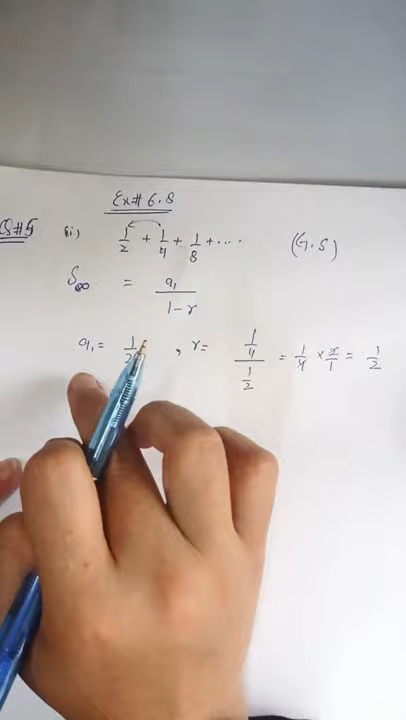 Ex#6.8
Q#5
(ii) 1/2 + 1/4 + 1/8 + .... (G.S)
S∞ = a₁/1-r
a₁ = 1/2 , r = 1/4 / 1/2 = 1/4 × 2/1 = 1/2